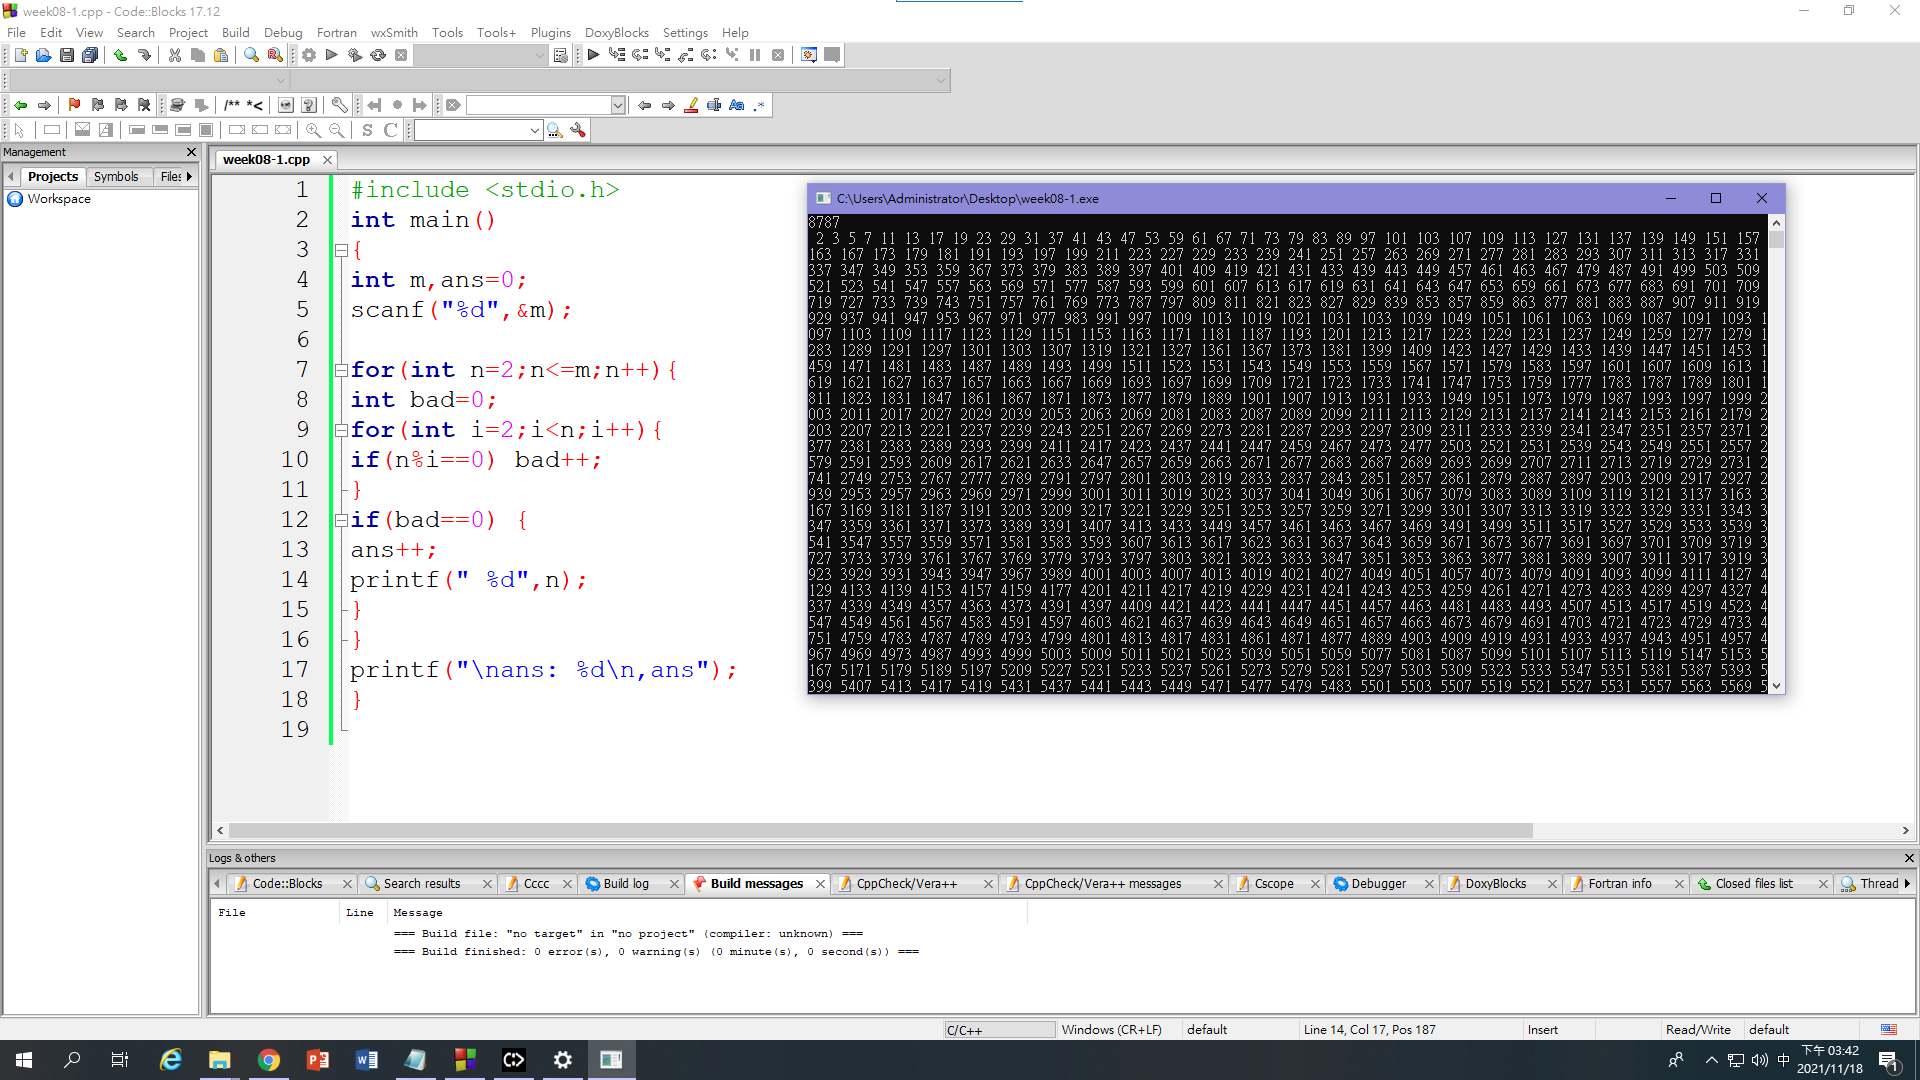 week08-1.cpp - Code::Blocks 17.12
File Edit View Search Project Build Debug Fortran wxSmith Tools Tools+ Plugins DoxyBlocks Settings Help
Management
Projects Symbols Files
Workspace
week08-1.cpp
1 #include <stdio.h>
2 int main()
3 {
4 int m,ans=0;
5 scanf("%d",&m);
6
7 for(int n=2;n<=m;n++){
8 int bad=0;
9 for(int i=2;i<n;i++){
10 if(n%i==0) bad++;
11 }
12 if(bad==0) {
13 ans++;
14 printf(" %d",n);
15 }
16 }
17 printf("\nans: %d\n,ans");
18 }
19
C:\Users\Administrator\Desktop\week08-1.exe
8787
2 3 5 7 11 13 17 19 23 29 31 37 41 43 47 53 59 61 67 71 73 79 83 89 97 101 103 107 109 113 127 131 137 139 149 151 157
163 167 173 179 181 191 193 197 199 211 223 227 229 233 239 241 251 257 263 269 271 277 281 283 293 307 311 313 317 331
337 347 349 353 359 367 373 379 383 389 397 401 409 419 421 431 433 439 443 449 457 461 463 467 479 487 491 499 503 509
521 523 541 547 557 563 569 571 577 587 593 599 601 607 613 617 619 631 641 643 647 653 659 661 673 677 683 691 701 709
719 727 733 739 743 751 757 761 769 773 787 797 809 811 821 823 827 829 839 853 857 859 863 877 881 883 887 907 911 919
929 937 941 947 953 967 971 977 983 991 997 1009 1013 1019 1021 1031 1033 1039 1049 1051 1061 1063 1069 1087 1091 1093 1
097 1103 1109 1117 1123 1129 1151 1153 1163 1171 1181 1187 1193 1201 1213 1217 1223 1229 1231 1237 1249 1259 1277 1279 1
283 1289 1291 1297 1301 1303 1307 1319 1321 1327 1361 1367 1373 1381 1399 1409 1423 1427 1429 1433 1439 1447 1451 1453 1
459 1471 1481 1483 1487 1489 1493 1499 1511 1523 1531 1543 1549 1553 1559 1567 1571 1579 1583 1597 1601 1607 1609 1613 1
619 1621 1627 1637 1657 1663 1667 1669 1693 1697 1699 1709 1721 1723 1733 1741 1747 1753 1759 1777 1783 1787 1789 1801 1
811 1823 1831 1847 1861 1867 1871 1873 1877 1879 1889 1901 1907 1913 1931 1933 1949 1951 1973 1979 1987 1993 1997 1999 2
003 2011 2017 2027 2029 2039 2053 2063 2069 2081 2083 2087 2089 2099 2111 2113 2129 2131 2137 2141 2143 2153 2161 2179 2
203 2207 2213 2221 2237 2239 2243 2251 2267 2269 2273 2281 2287 2293 2297 2309 2311 2333 2339 2341 2347 2351 2357 2371 2
377 2381 2383 2389 2393 2399 2411 2417 2423 2437 2441 2447 2459 2467 2473 2477 2503 2521 2531 2539 2543 2549 2551 2557 2
579 2591 2593 2609 2617 2621 2633 2647 2657 2659 2663 2671 2677 2683 2687 2689 2693 2699 2707 2711 2713 2719 2729 2731 2
741 2749 2753 2767 2777 2789 2791 2797 2801 2803 2819 2833 2837 2843 2851 2857 2861 2879 2887 2897 2903 2909 2917 2927 2
939 2953 2957 2963 2969 2971 2999 3001 3011 3019 3023 3037 3041 3049 3061 3067 3079 3083 3089 3109 3119 3121 3137 3163 3
167 3169 3181 3187 3191 3203 3209 3217 3221 3229 3251 3253 3257 3259 3271 3299 3301 3307 3313 3319 3323 3329 3331 3343 3
347 3359 3361 3371 3373 3389 3391 3407 3413 3433 3449 3457 3461 3463 3467 3469 3491 3499 3511 3517 3527 3529 3533 3539 3
541 3547 3557 3559 3571 3581 3583 3593 3607 3613 3617 3623 3631 3637 3643 3659 3671 3673 3677 3691 3697 3701 3709 3719 3
727 3733 3739 3761 3767 3769 3779 3793 3797 3803 3821 3823 3833 3847 3851 3853 3863 3877 3881 3889 3907 3911 3917 3919 3
923 3929 3931 3943 3947 3967 3989 4001 4003 4007 4013 4019 4021 4027 4049 4051 4057 4073 4079 4091 4093 4099 4111 4127 4
129 4133 4139 4153 4157 4159 4177 4201 4211 4217 4219 4229 4231 4241 4243 4253 4259 4261 4271 4273 4283 4289 4297 4327 4
337 4339 4349 4357 4363 4373 4391 4397 4409 4421 4423 4441 4447 4451 4457 4463 4481 4483 4493 4507 4513 4517 4519 4523 4
547 4549 4561 4567 4583 4591 4597 4603 4621 4637 4639 4643 4649 4651 4657 4663 4673 4679 4691 4703 4721 4723 4729 4733 4
751 4759 4783 4787 4789 4793 4799 4801 4813 4817 4831 4861 4871 4877 4889 4903 4909 4919 4931 4933 4937 4943 4951 4957 4
967 4969 4973 4987 4993 4999 5003 5009 5011 5021 5023 5039 5051 5059 5077 5081 5087 5099 5101 5107 5113 5119 5147 5153 5
167 5171 5179 5189 5197 5209 5227 5231 5233 5237 5261 5273 5279 5281 5297 5303 5309 5323 5333 5347 5351 5381 5387 5393 5
399 5407 5413 5417 5419 5431 5437 5441 5443 5449 5471 5477 5479 5483 5501 5503 5507 5519 5521 5527 5531 5557 5563 5569 5
Logs & others
Code::Blocks Search results Cccc Build log Build messages CppCheck/Vera++ CppCheck/Vera++ messages Cscope Debugger DoxyBlocks Fortran info Closed files list Thread
File Line Message
=== Build file: "no target" in "no project" (compiler: unknown) ===
=== Build finished: 0 error(s), 0 warning(s) (0 minute(s), 0 second(s)) ===
C/C++ Windows (CR+LF) default Line 14, Col 17, Pos 187 Insert Read/Write default
中 下午 03:42
2021/11/18
1